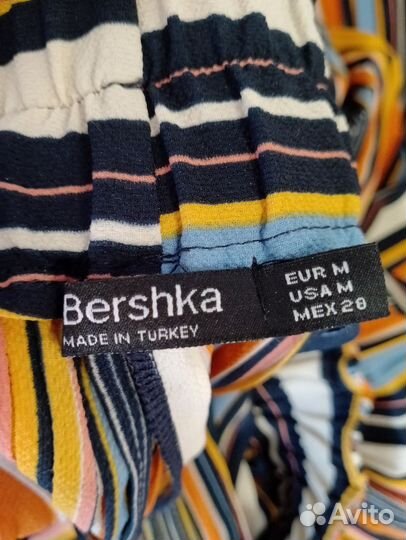 Bershka
MADE IN TURKEY
EUR M
USA M
MEX 28
Avito